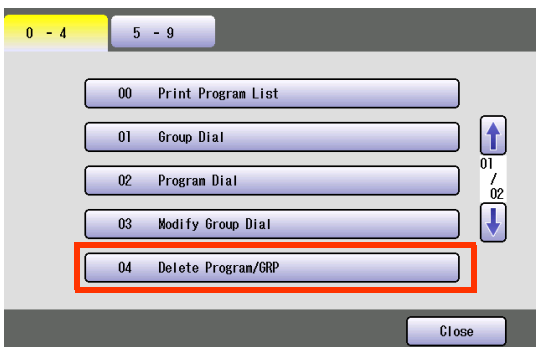 0 - 4
5 - 9
00 Print Program List
01 Group Dial
02 Program Dial
03 Modify Group Dial
04 Delete Program/GRP
01
/
02
Close